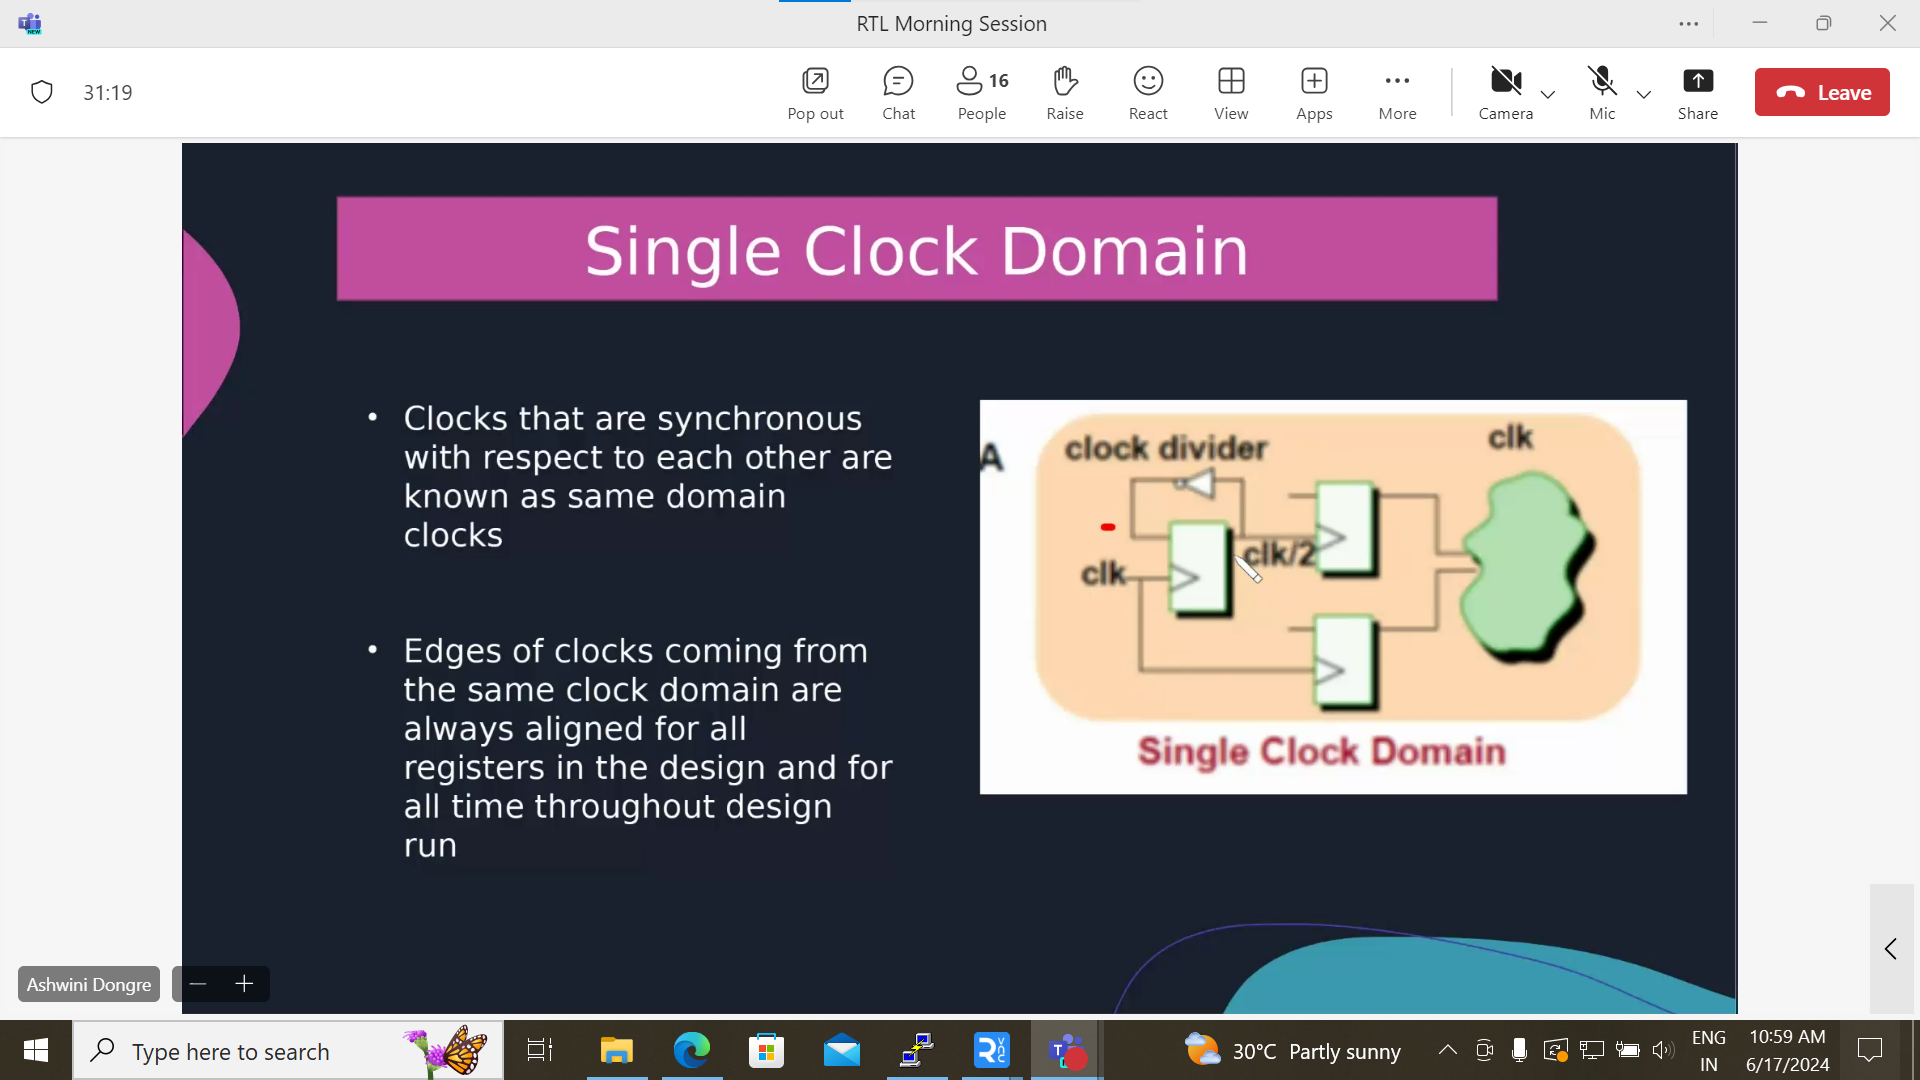 RTL Morning Session
NEW
31:19
Pop out
Chat
16
People
Raise
React
View
Apps
More
Camera
Mic
Share
Leave
Single Clock Domain
• Clocks that are synchronous
with respect to each other are
known as same domain
clocks
• Edges of clocks coming from
the same clock domain are
always aligned for all
registers in the design and for
all time throughout design
run
A
clock divider
clk
clk/2
clk
Single Clock Domain
Ashwini Dongre
Type here to search
30°C Partly sunny
ENG
IN
10:59 AM
6/17/2024